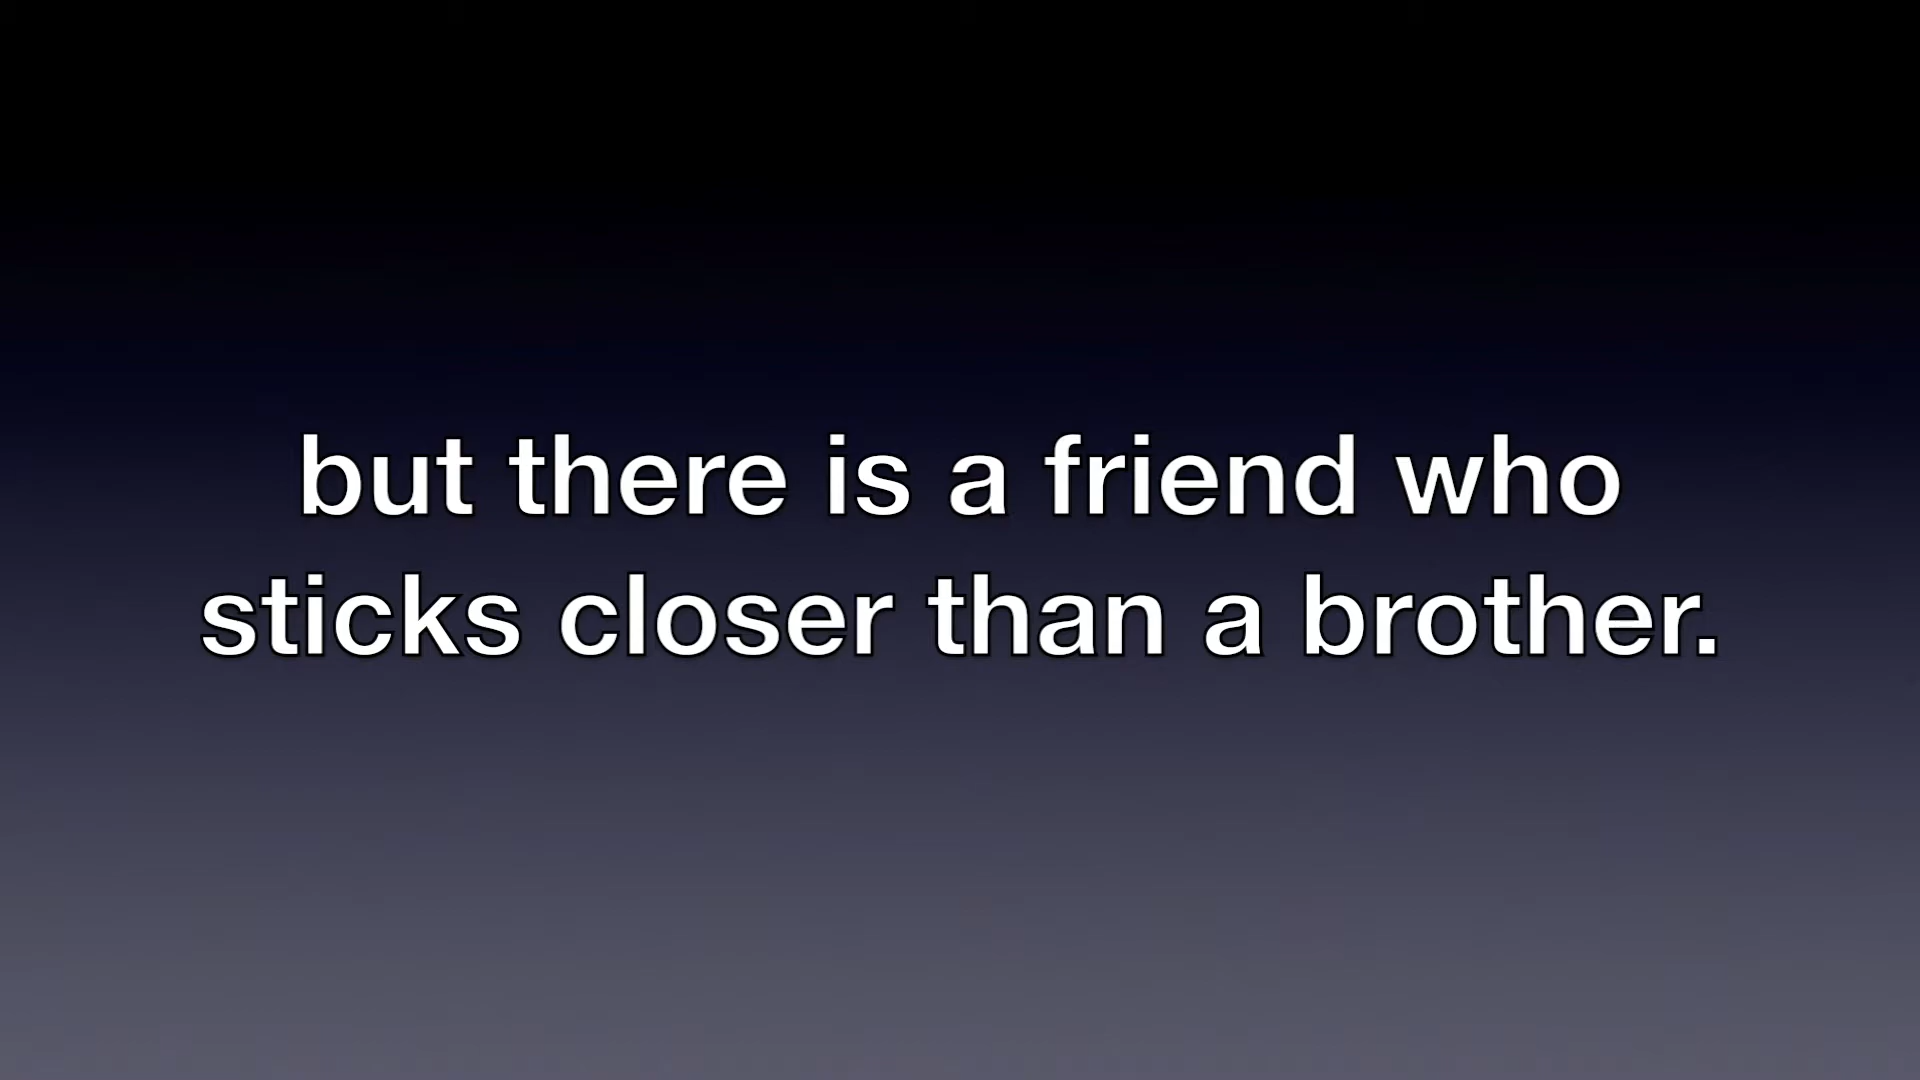 but there is a friend who
sticks closer than a brother.